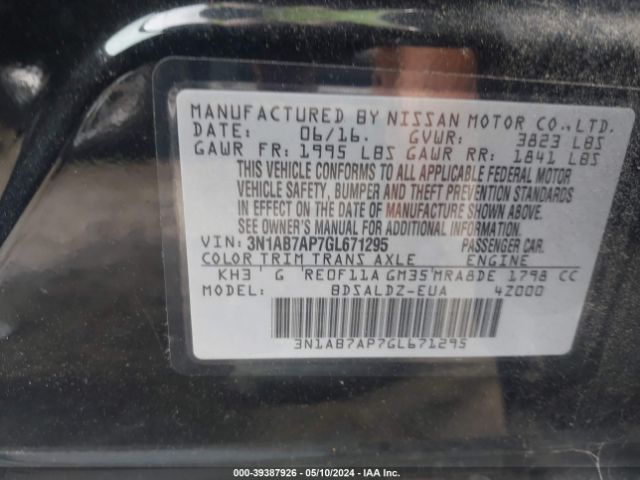 MANUFACTURED BY NISSAN MOTOR CO.,LTD.
DATE: 06/16. GVWR: 3823 LBS
GAWR FR: 1995 LBS GAWR RR: 1841 LBS
THIS VEHICLE CONFORMS TO ALL APPLICABLE FEDERAL MOTOR
VEHICLE SAFETY, BUMPER AND THEFT PREVENTION STANDARDS
IN EFFECT ON THE DATE OF MANUFACTURE SHOWN ABOVE.
SEE OWNER'S MANUAL FOR ADDITIONAL INFORMATION.
VIN: 3N1AB7AP7GL671295 PASSENGER CAR.
COLOR TRIM TRANS AXLE ENGINE
KH3 G RE0F11A GM35 MRA8DE 1798 CC
MODEL: BDSALDZ-EUA 4Z000
3N1AB7AP7GL671295
000-39387926 - 05/10/2024 - IAA Inc.